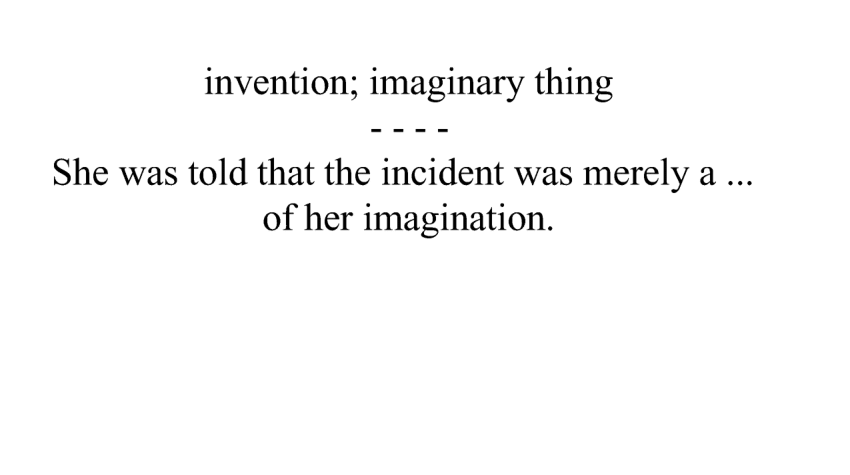 invention; imaginary thing
- - - -
She was told that the incident was merely a ...
of her imagination.